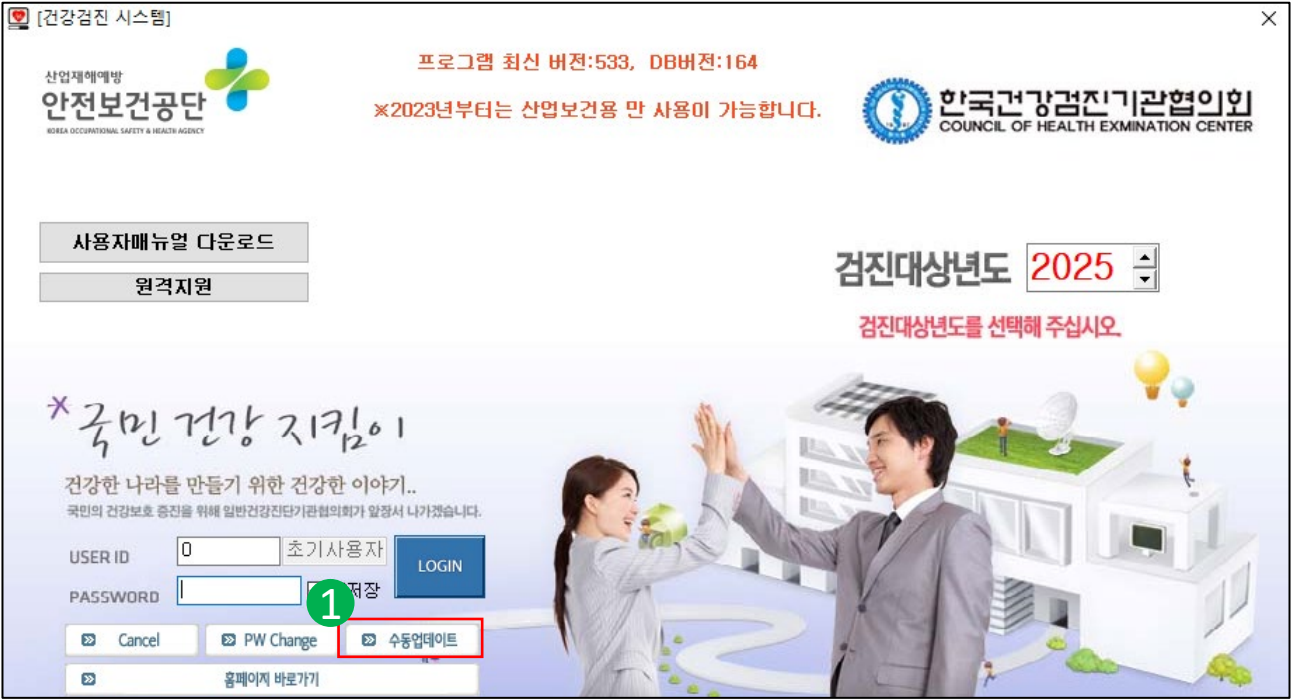 [건강검진 시스템]
산업재해예방
안전보건공단
KOREA OCCUPATIONAL SAFETY & HEALTH AGENCY
프로그램 최신 버전:533, DB버전:164
※2023년부터는 산업보건용 만 사용이 가능합니다.
한국건강검진기관협의회
COUNCIL OF HEALTH EXMINATION CENTER
사용자매뉴얼 다운로드
원격지원
검진대상년도 2025
검진대상년도를 선택해 주십시오.
국민 건강 지킴이
건강한 나라를 만들기 위한 건강한 이야기..
국민의 건강보호 증진을 위해 일반건강진단기관협의회가 앞장서 나가겠습니다.
USER ID 0 초기사용자
LOGIN
PASSWORD 저장
1
Cancel PW Change 수동업데이트
홈페이지 바로가기